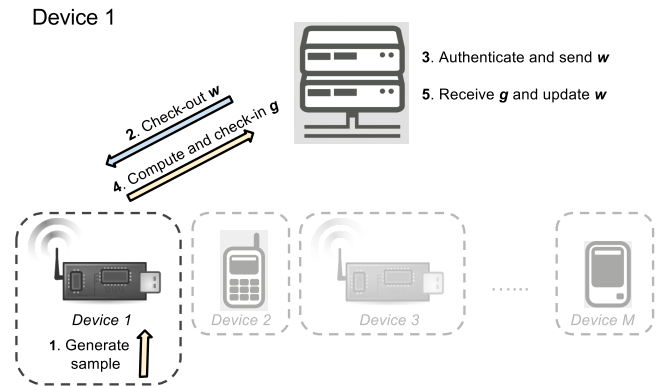 Device 1
3. Authenticate and send w
5. Receive g and update w
2. Check-out w
4. Compute and check-in g
Device 1
Device 2
Device 3
......
Device M
1. Generate
sample